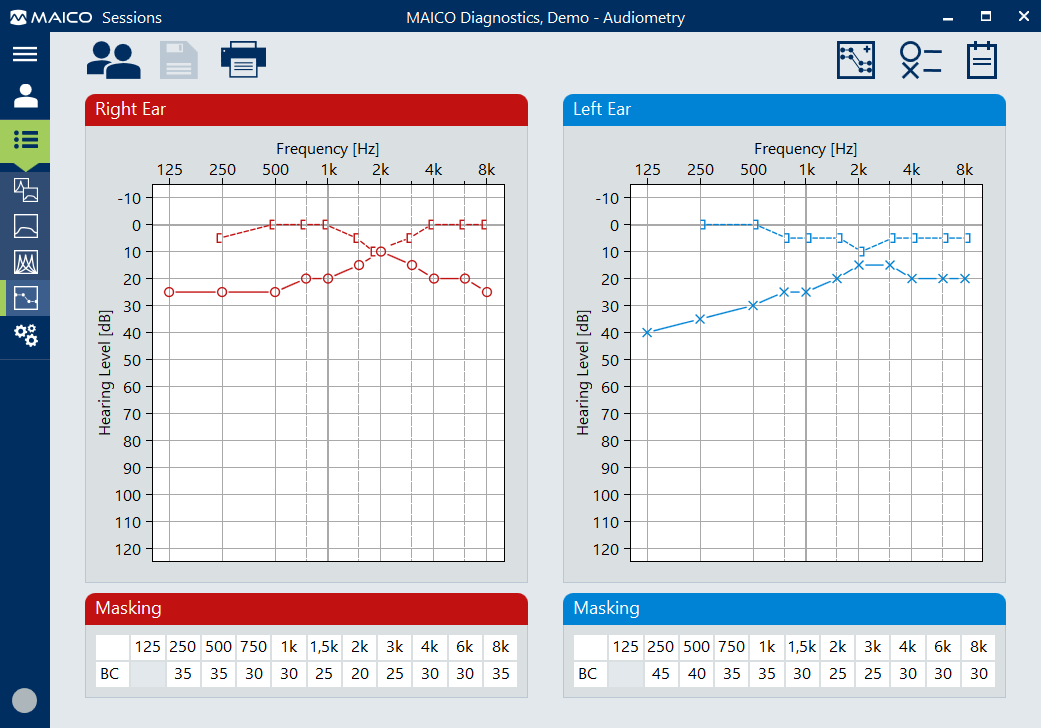 MAICO Sessions
MAICO Diagnostics, Demo - Audiometry
Right Ear
Frequency [Hz]
125 250 500 1k 2k 4k 8k
Hearing Level [dB]
-10
0
10
20
30
40
50
60
70
80
90
100
110
120
Left Ear
Frequency [Hz]
125 250 500 1k 2k 4k 8k
Hearing Level [dB]
-10
0
10
20
30
40
50
60
70
80
90
100
110
120
Masking
125 250 500 750 1k 1,5k 2k 3k 4k 6k 8k
BC 35 35 30 30 25 20 25 30 30 35
Masking
125 250 500 750 1k 1,5k 2k 3k 4k 6k 8k
BC 45 40 35 35 30 25 25 30 30 30